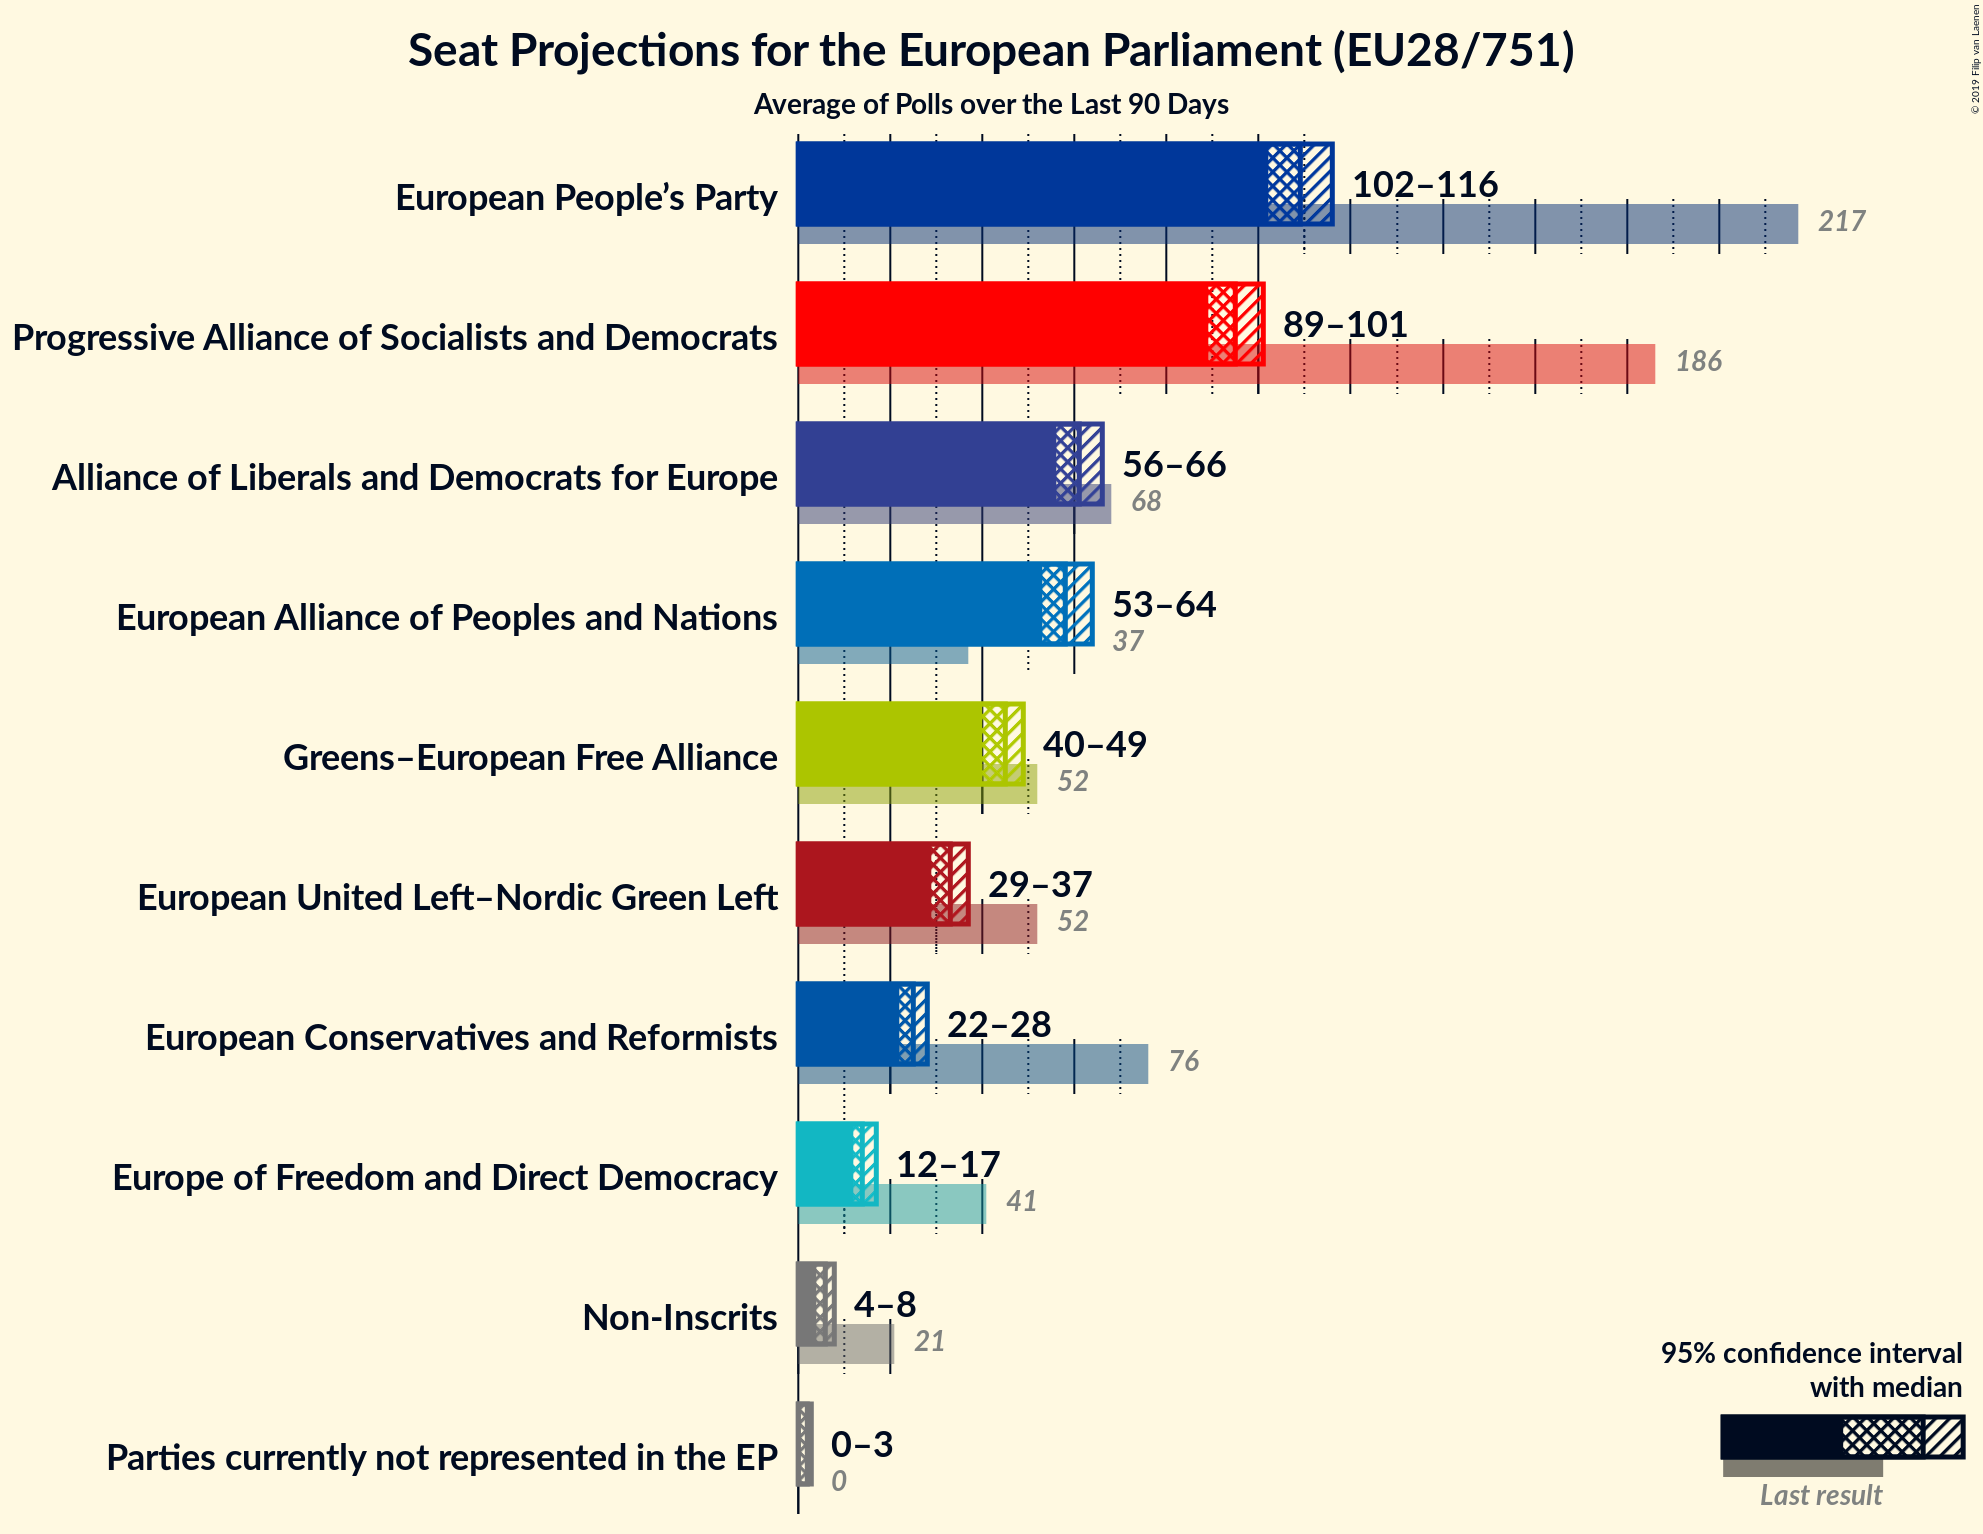 Seat Projections for the European Parliament (EU28/751)
Average of Polls over the Last 90 Days
© 2019 Filip van Laenen
European People’s Party
102–116
217
Progressive Alliance of Socialists and Democrats
89–101
186
Alliance of Liberals and Democrats for Europe
56–66
68
European Alliance of Peoples and Nations
53–64
37
Greens–European Free Alliance
40–49
52
European United Left–Nordic Green Left
29–37
52
European Conservatives and Reformists
22–28
76
Europe of Freedom and Direct Democracy
12–17
41
Non-Inscrits
4–8
21
Parties currently not represented in the EP
0–3
0
95% confidence interval
with median
Last result